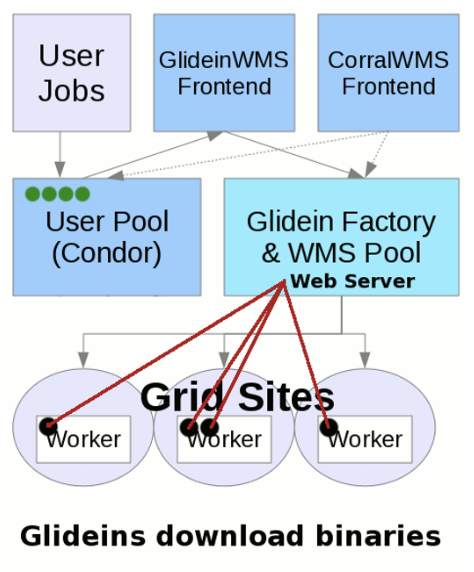 User
Jobs
GlideinWMS
Frontend
CorralWMS
Frontend
User Pool
(Condor)
Glidein Factory
& WMS Pool
Web Server
Grid Sites
Worker
Worker
Worker
Glideins download binaries